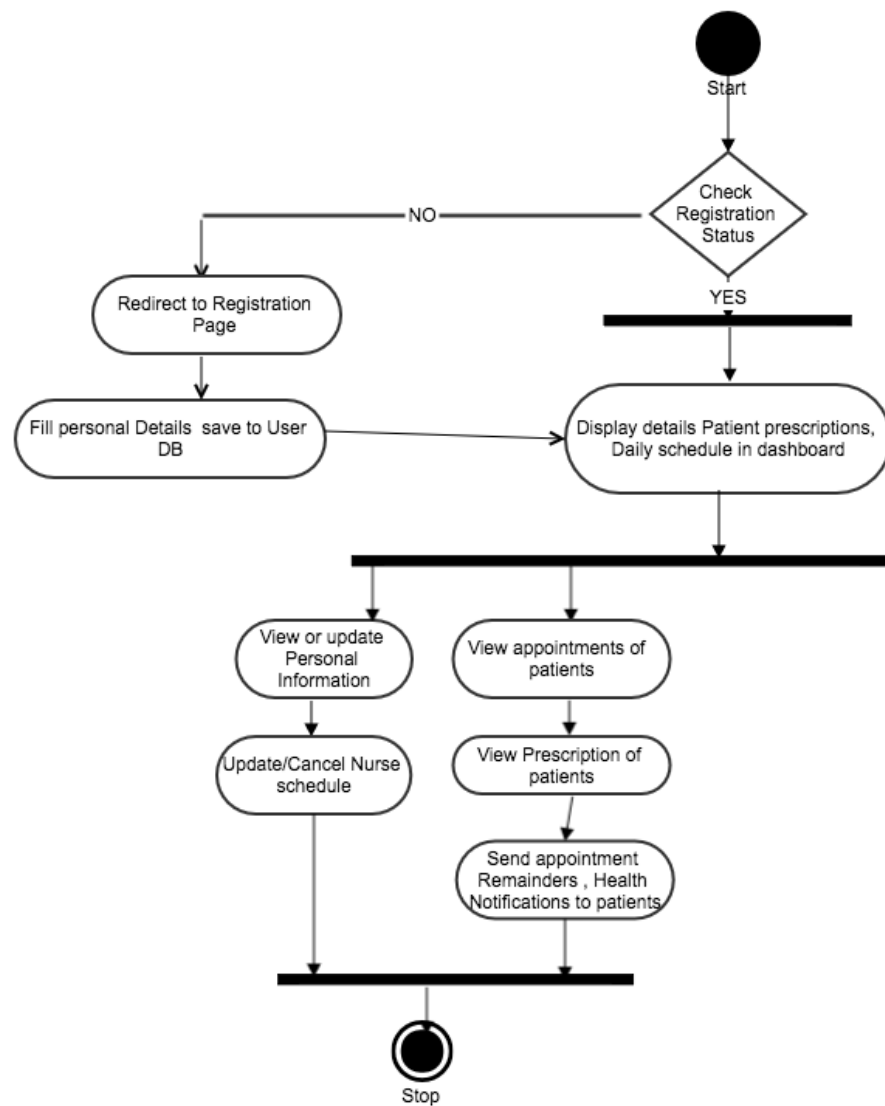 Start
Check
Registration
Status
NO
YES
Redirect to Registration
Page
Fill personal Details  save to User
DB
Display details Patient prescriptions,
Daily schedule in dashboard
View or update
Personal
Information
View appointments of
patients
Update/Cancel Nurse
schedule
View Prescription of
patients
Send appointment
Remainders , Health
Notifications to patients
Stop